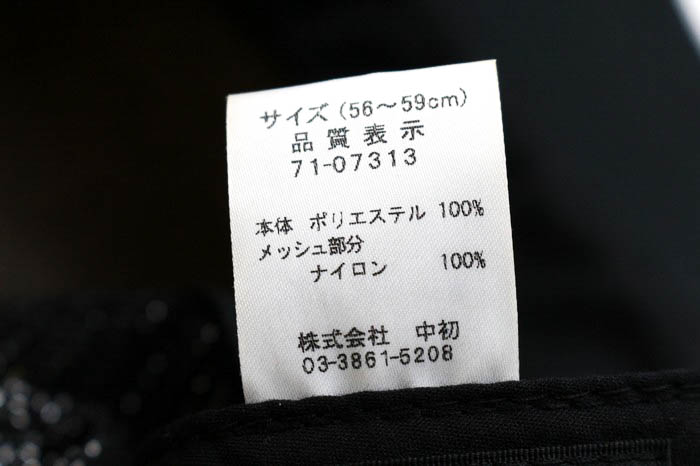 サイズ(56〜59cm)
品質表示
71-07313
本体 ポリエステル 100%
メッシュ部分
ナイロン 100%
株式会社 中初
03-3861-5208